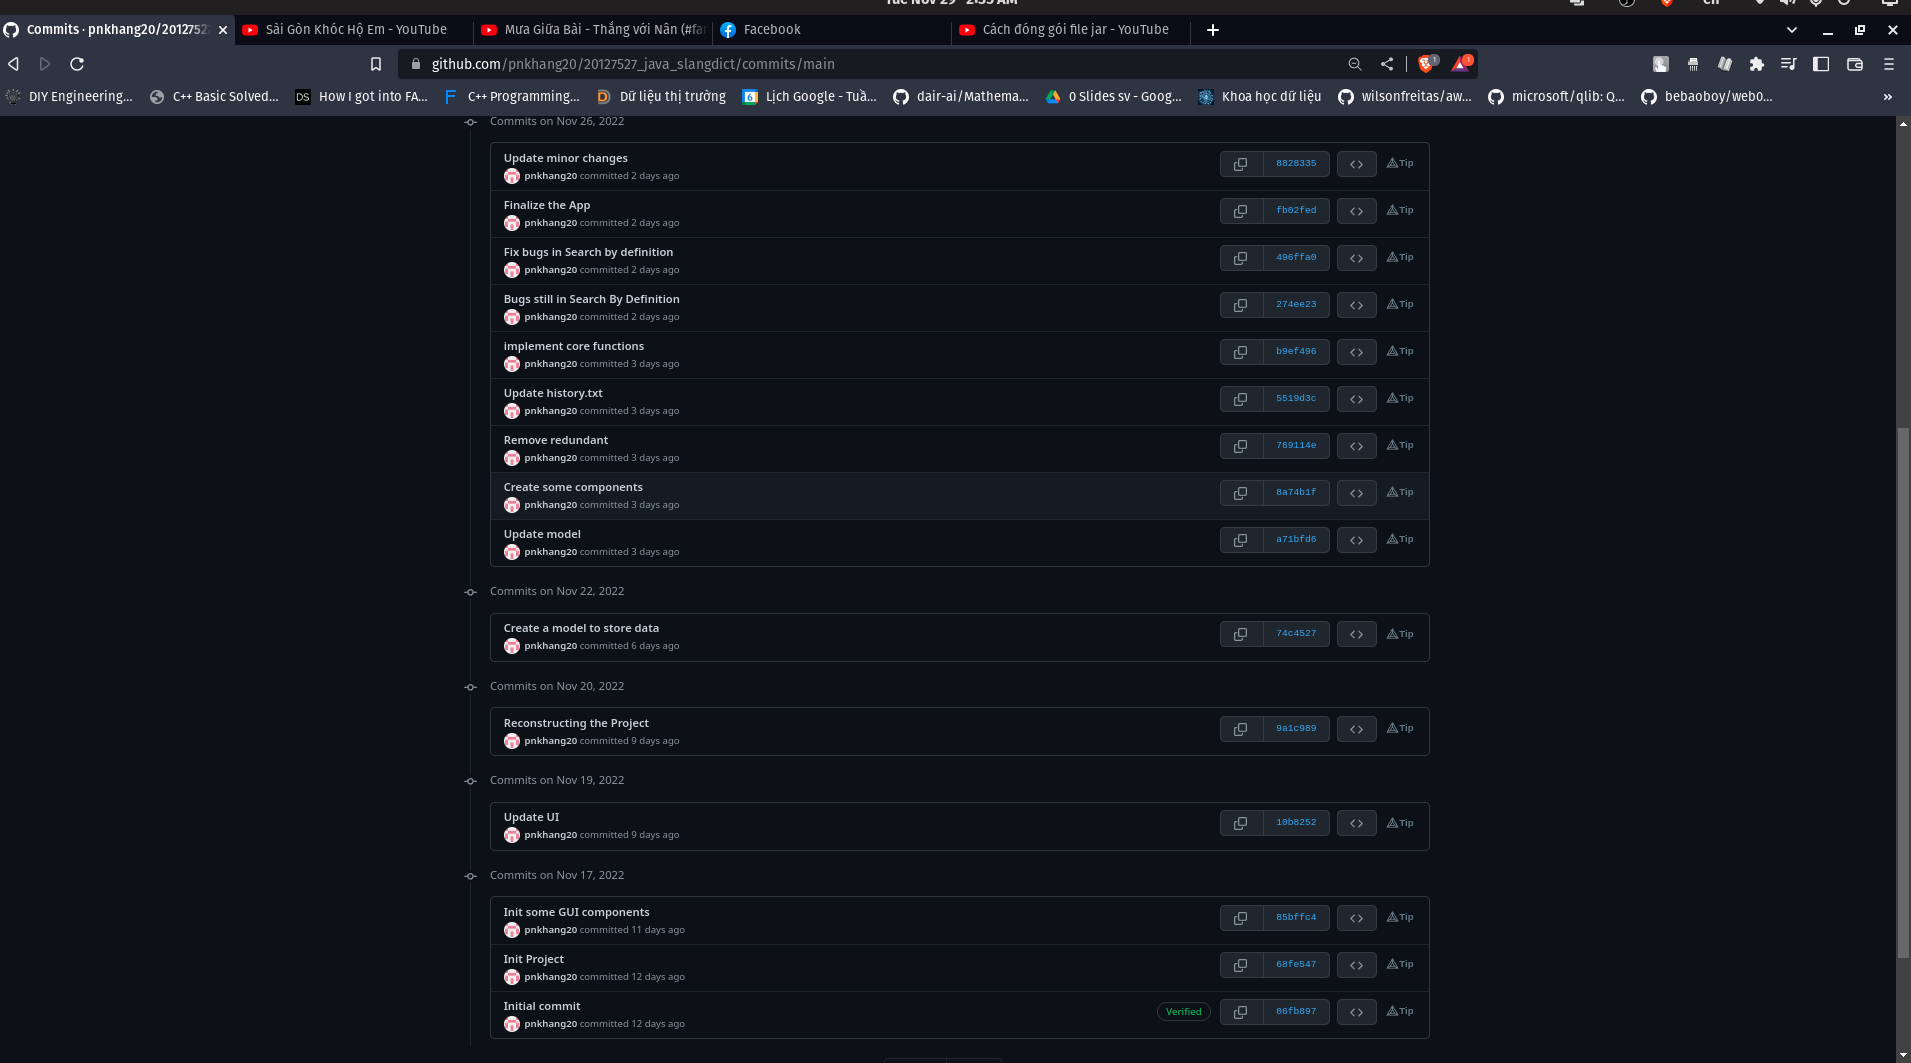 Tue Nov 29 2:35 AM
Commits · pnkhang20/2012752
Sài Gòn Khóc Hộ Em - YouTube
Mưa Giữa Bài - Thắng với Nân (#fan
Facebook
Cách đóng gói file jar - YouTube
github.com/pnkhang20/20127527_java_slangdict/commits/main
1
1
DIY Engineering...
C++ Basic Solved...
DS
How I got into FA...
C++ Programming...
Dữ liệu thị trường
6
Lịch Google - Tuầ...
dair-ai/Mathema...
0 Slides sv - Goog...
Khoa học dữ liệu
wilsonfreitas/aw...
microsoft/qlib: Q...
bebaoboy/web0...
»
Commits on Nov 26, 2022
Update minor changes
8828335
Tip
pnkhang20 committed 2 days ago
Finalize the App
fb02fed
Tip
pnkhang20 committed 2 days ago
Fix bugs in Search by definition
496ffa0
Tip
pnkhang20 committed 2 days ago
Bugs still in Search By Definition
274ee23
Tip
pnkhang20 committed 2 days ago
implement core functions
b9ef496
Tip
pnkhang20 committed 3 days ago
Update history.txt
5519d3c
Tip
pnkhang20 committed 3 days ago
Remove redundant
769114e
Tip
pnkhang20 committed 3 days ago
Create some components
8a74b1f
Tip
pnkhang20 committed 3 days ago
Update model
a71bfd6
Tip
pnkhang20 committed 3 days ago
Commits on Nov 22, 2022
Create a model to store data
74c4527
Tip
pnkhang20 committed 6 days ago
Commits on Nov 20, 2022
Reconstructing the Project
9a1c989
Tip
pnkhang20 committed 9 days ago
Commits on Nov 19, 2022
Update UI
10b8252
Tip
pnkhang20 committed 9 days ago
Commits on Nov 17, 2022
Init some GUI components
85bffc4
Tip
pnkhang20 committed 11 days ago
Init Project
68fe547
Tip
pnkhang20 committed 12 days ago
Initial commit
Verified
06fb897
Tip
pnkhang20 committed 12 days ago